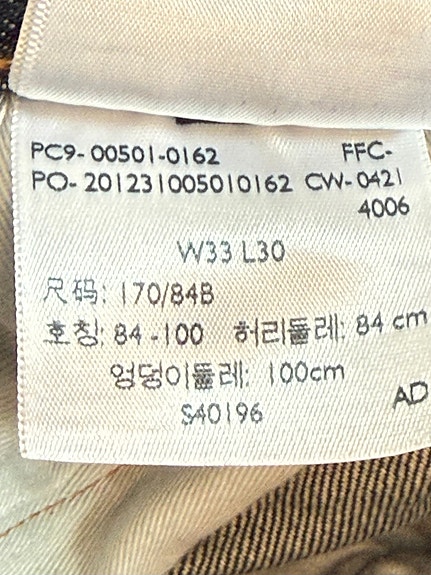 PC9-00501-0162 FFC-
PO-201231005010162 CW-0421
4006
W33 L30
尺码: 170/84B
호칭: 84-100 허리둘레: 84 cm
엉덩이둘레: 100cm
S40196 AD